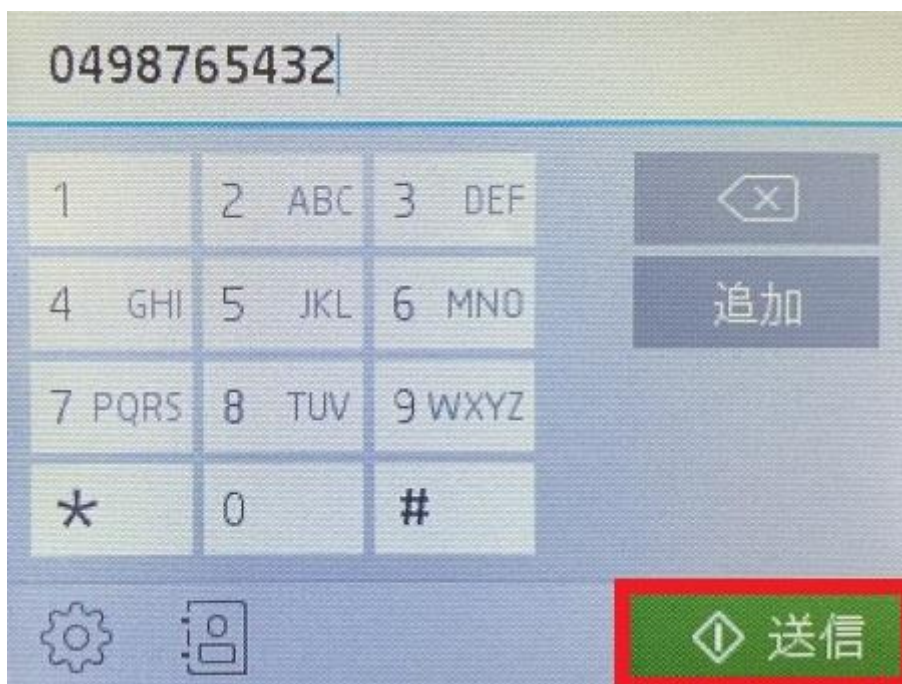 0498765432
1 2 ABC 3 DEF
4 GHI 5 JKL 6 MNO
追加
7 PQRS 8 TUV 9 WXYZ
* 0 #
送信